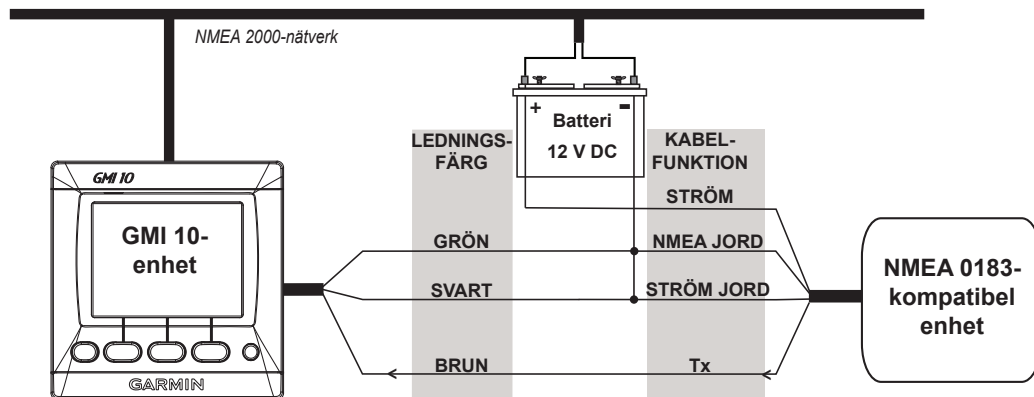 NMEA 2000-nätverk
+ -
Batteri
12 V DC
LEDNINGS-
FÄRG
KABEL-
FUNKTION
GMI 10
GMI 10-
enhet
GARMIN
STRÖM
GRÖN
NMEA JORD
SVART
STRÖM JORD
BRUN
Tx
NMEA 0183-
kompatibel
enhet